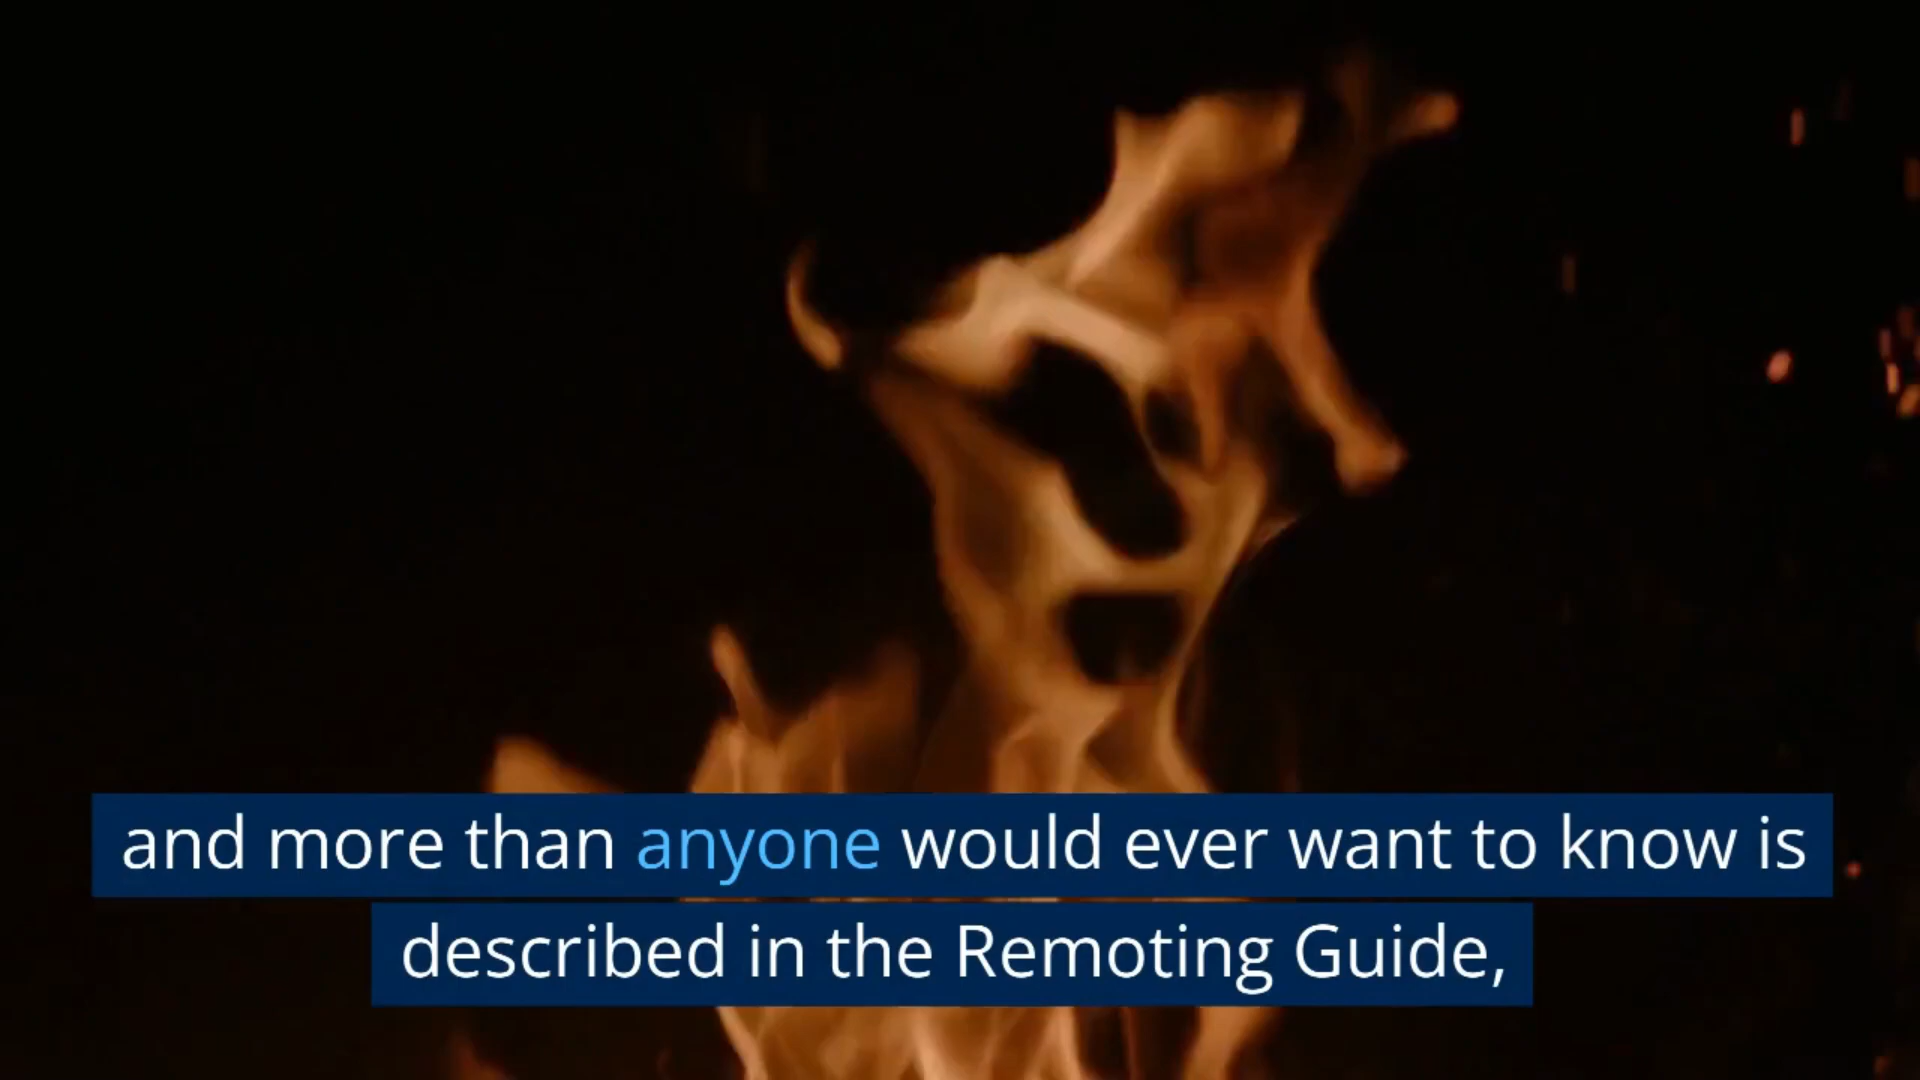 and more than anyone would ever want to know is
described in the Remoting Guide,